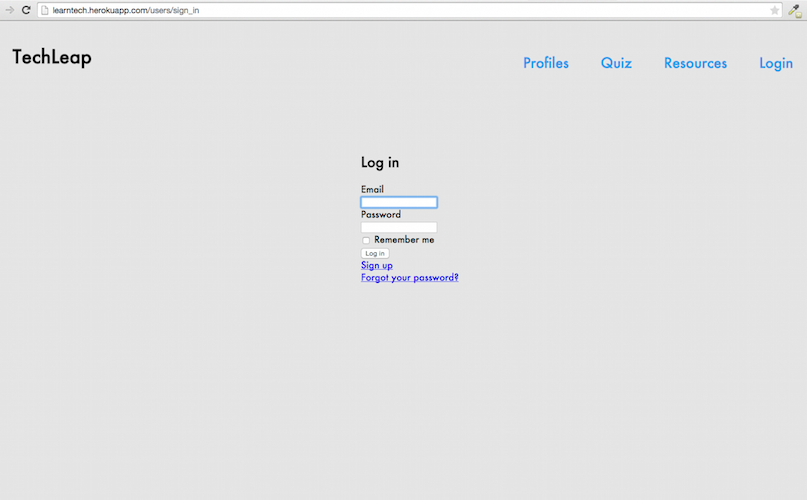 learntech.herokuapp.com/users/sign_in
TechLeap
Profiles Quiz Resources Login
Log in
Email
Password
Remember me
Log in
Sign up
Forgot your password?